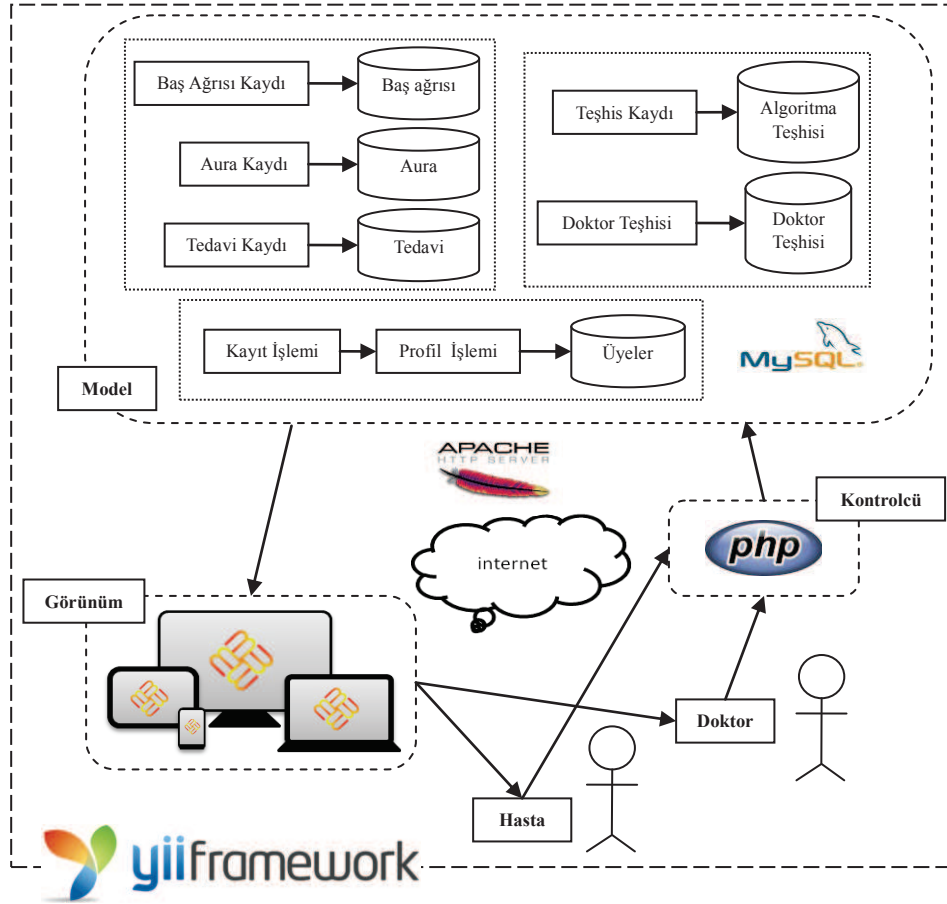 Baş Ağrısı Kaydı
Baş ağrısı
Aura Kaydı
Aura
Tedavi Kaydı
Tedavi
Teşhis Kaydı
Algoritma
Teşhisi
Doktor Teşhisi
Doktor
Teşhisi
Kayıt İşlemi
Profil İşlemi
Üyeler
MySQL
Model
APACHE
HTTP SERVER
internet
Kontrolcü
php
Görünüm
Doktor
Hasta
yiiframework